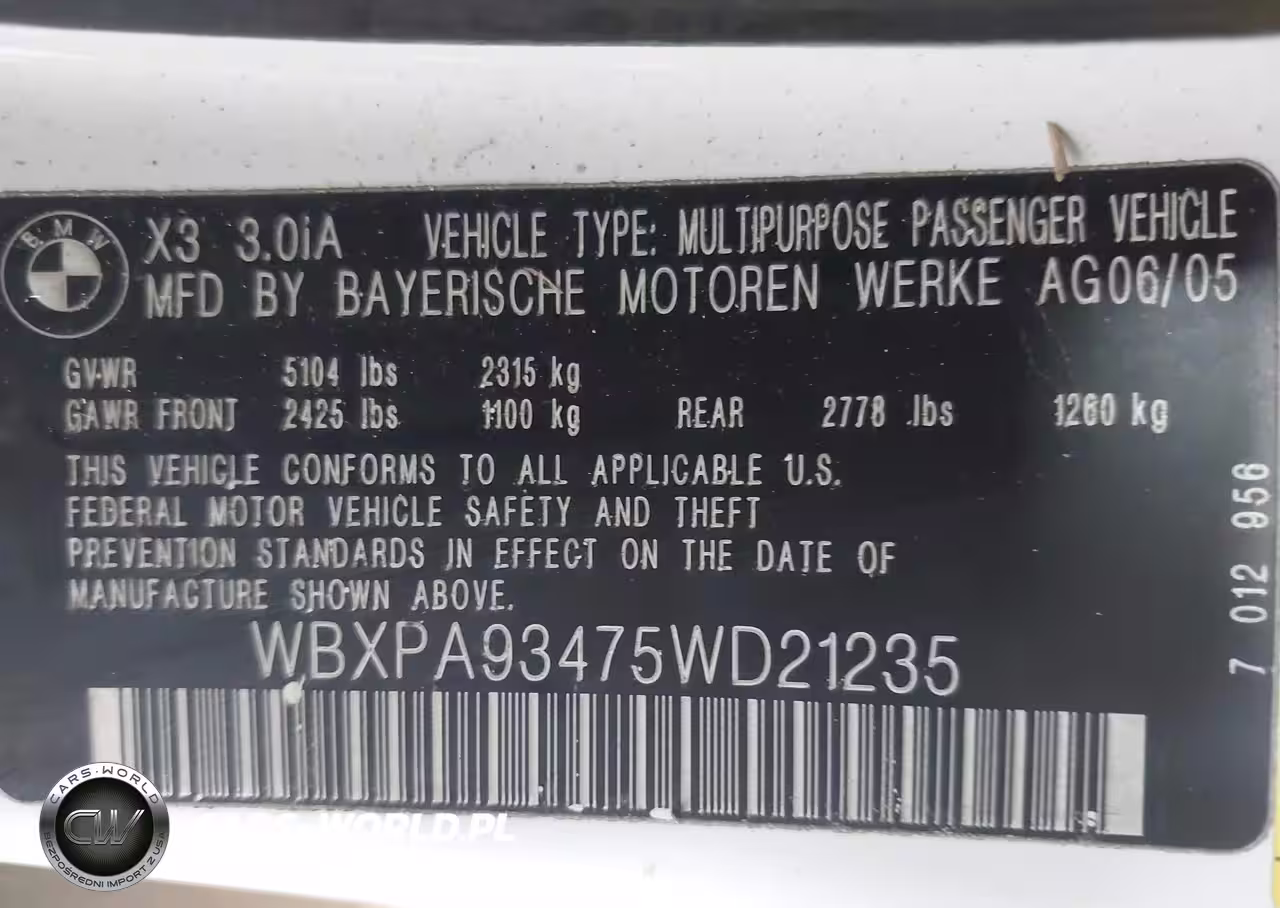 BMW
X3 3.0iA VEHICLE TYPE: MULTIPURPOSE PASSENGER VEHICLE
MFD BY BAYERISCHE MOTOREN WERKE AG06/05
GVWR 5104 lbs 2315 kg
GAWR FRONT 2425 lbs 1100 kg REAR 2778 lbs 1260 kg
THIS VEHICLE CONFORMS TO ALL APPLICABLE U.S.
FEDERAL MOTOR VEHICLE SAFETY AND THEFT
PREVENTION STANDARDS IN EFFECT ON THE DATE OF
MANUFACTURE SHOWN ABOVE.
WBXPA93475WD21235
7 012 956
CARS-WORLD
CW
BEZPOŚREDNI IMPORT Z USA
CARS-WORLD.PL